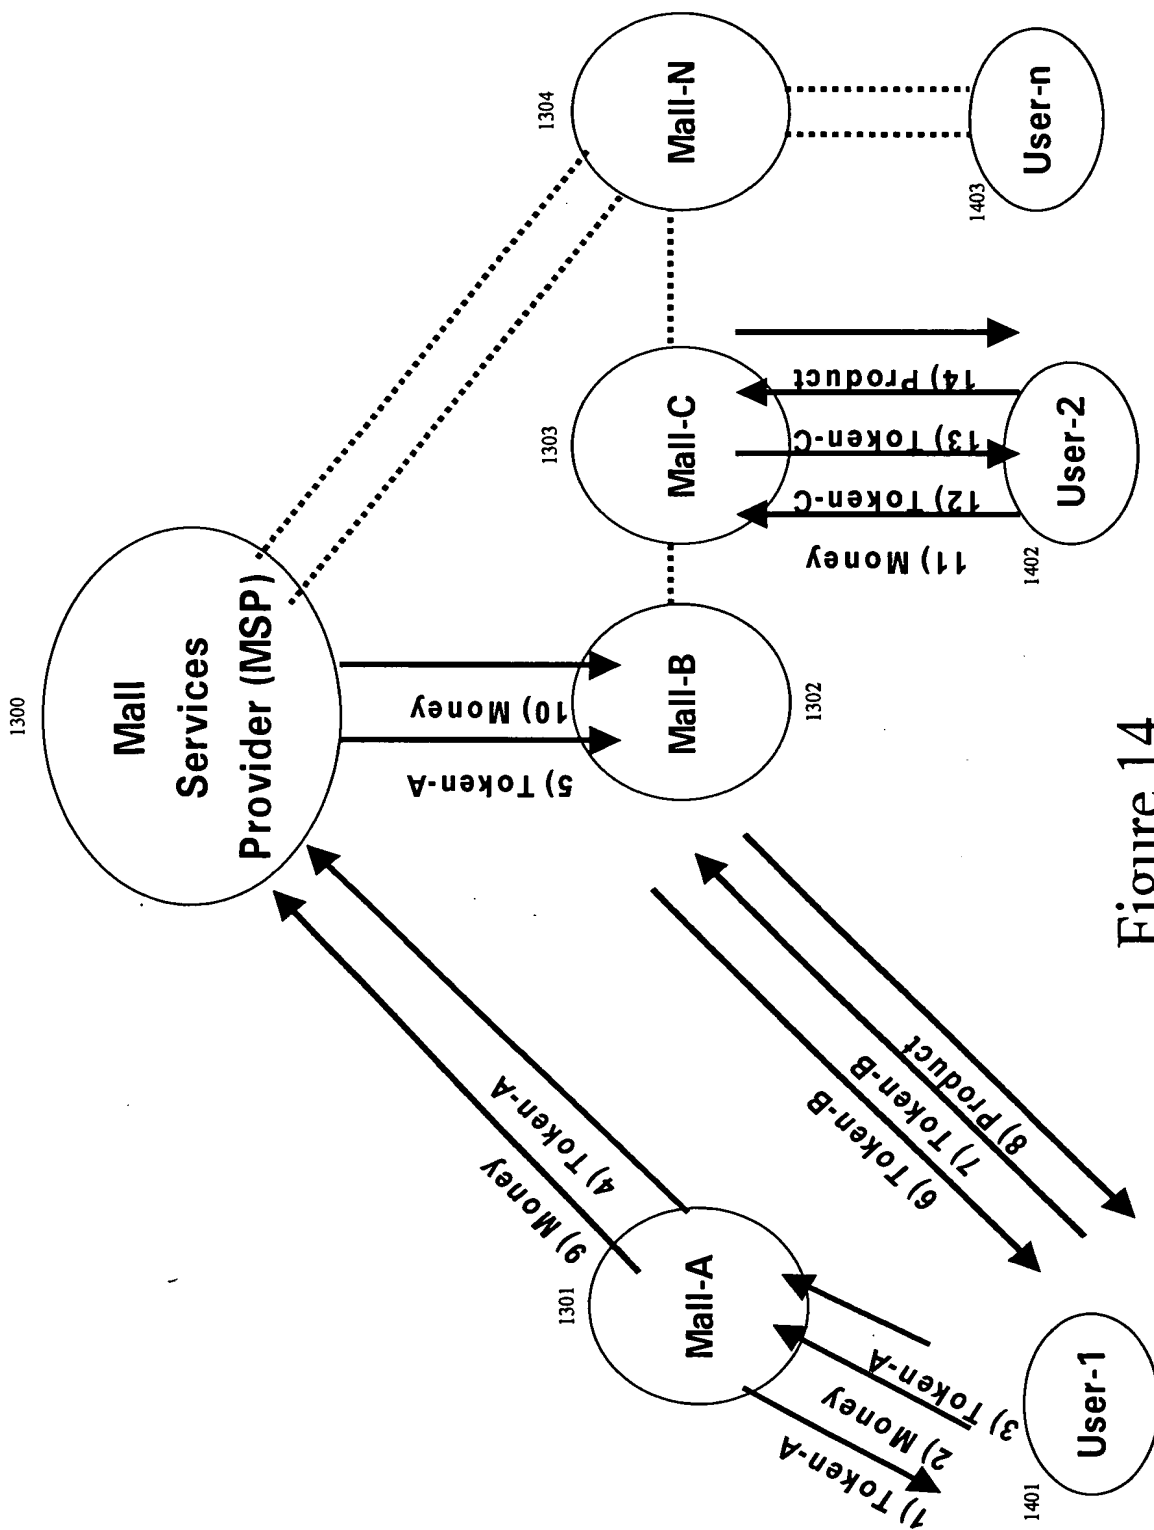 1300
Mall
Services
Provider (MSP)
9) Money
4) Token-A
5) Token-A
10) Money
1301
Mall-A
1302
Mall-B
1303
Mall-C
1304
Mall-N
1) Token-A
2) Money
3) Token-A
6) Token-B
7) Token-B
8) Product
11) Money
12) Token-C
13) Token-C
14) Product
1401
User-1
1402
User-2
1403
User-n
Figure 14